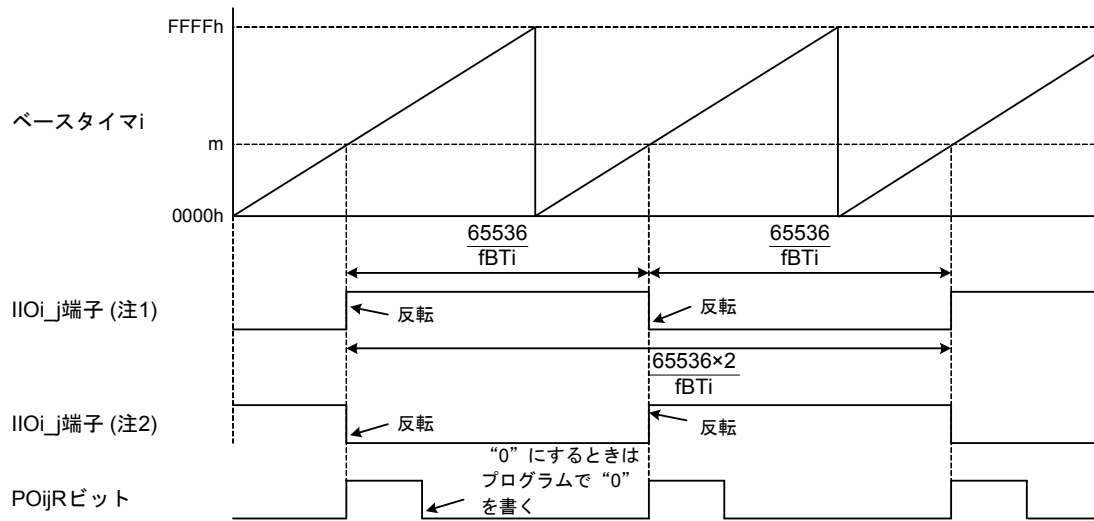 FFFFh
ベースタイマi
m
0000h
65536
fBTi
65536
fBTi
IIOi_j端子 (注1)
反転
反転
65536×2
fBTi
IIOi_j端子 (注2)
反転
反転
“0”にするときは
プログラムで“0”
を書く
POijRビット